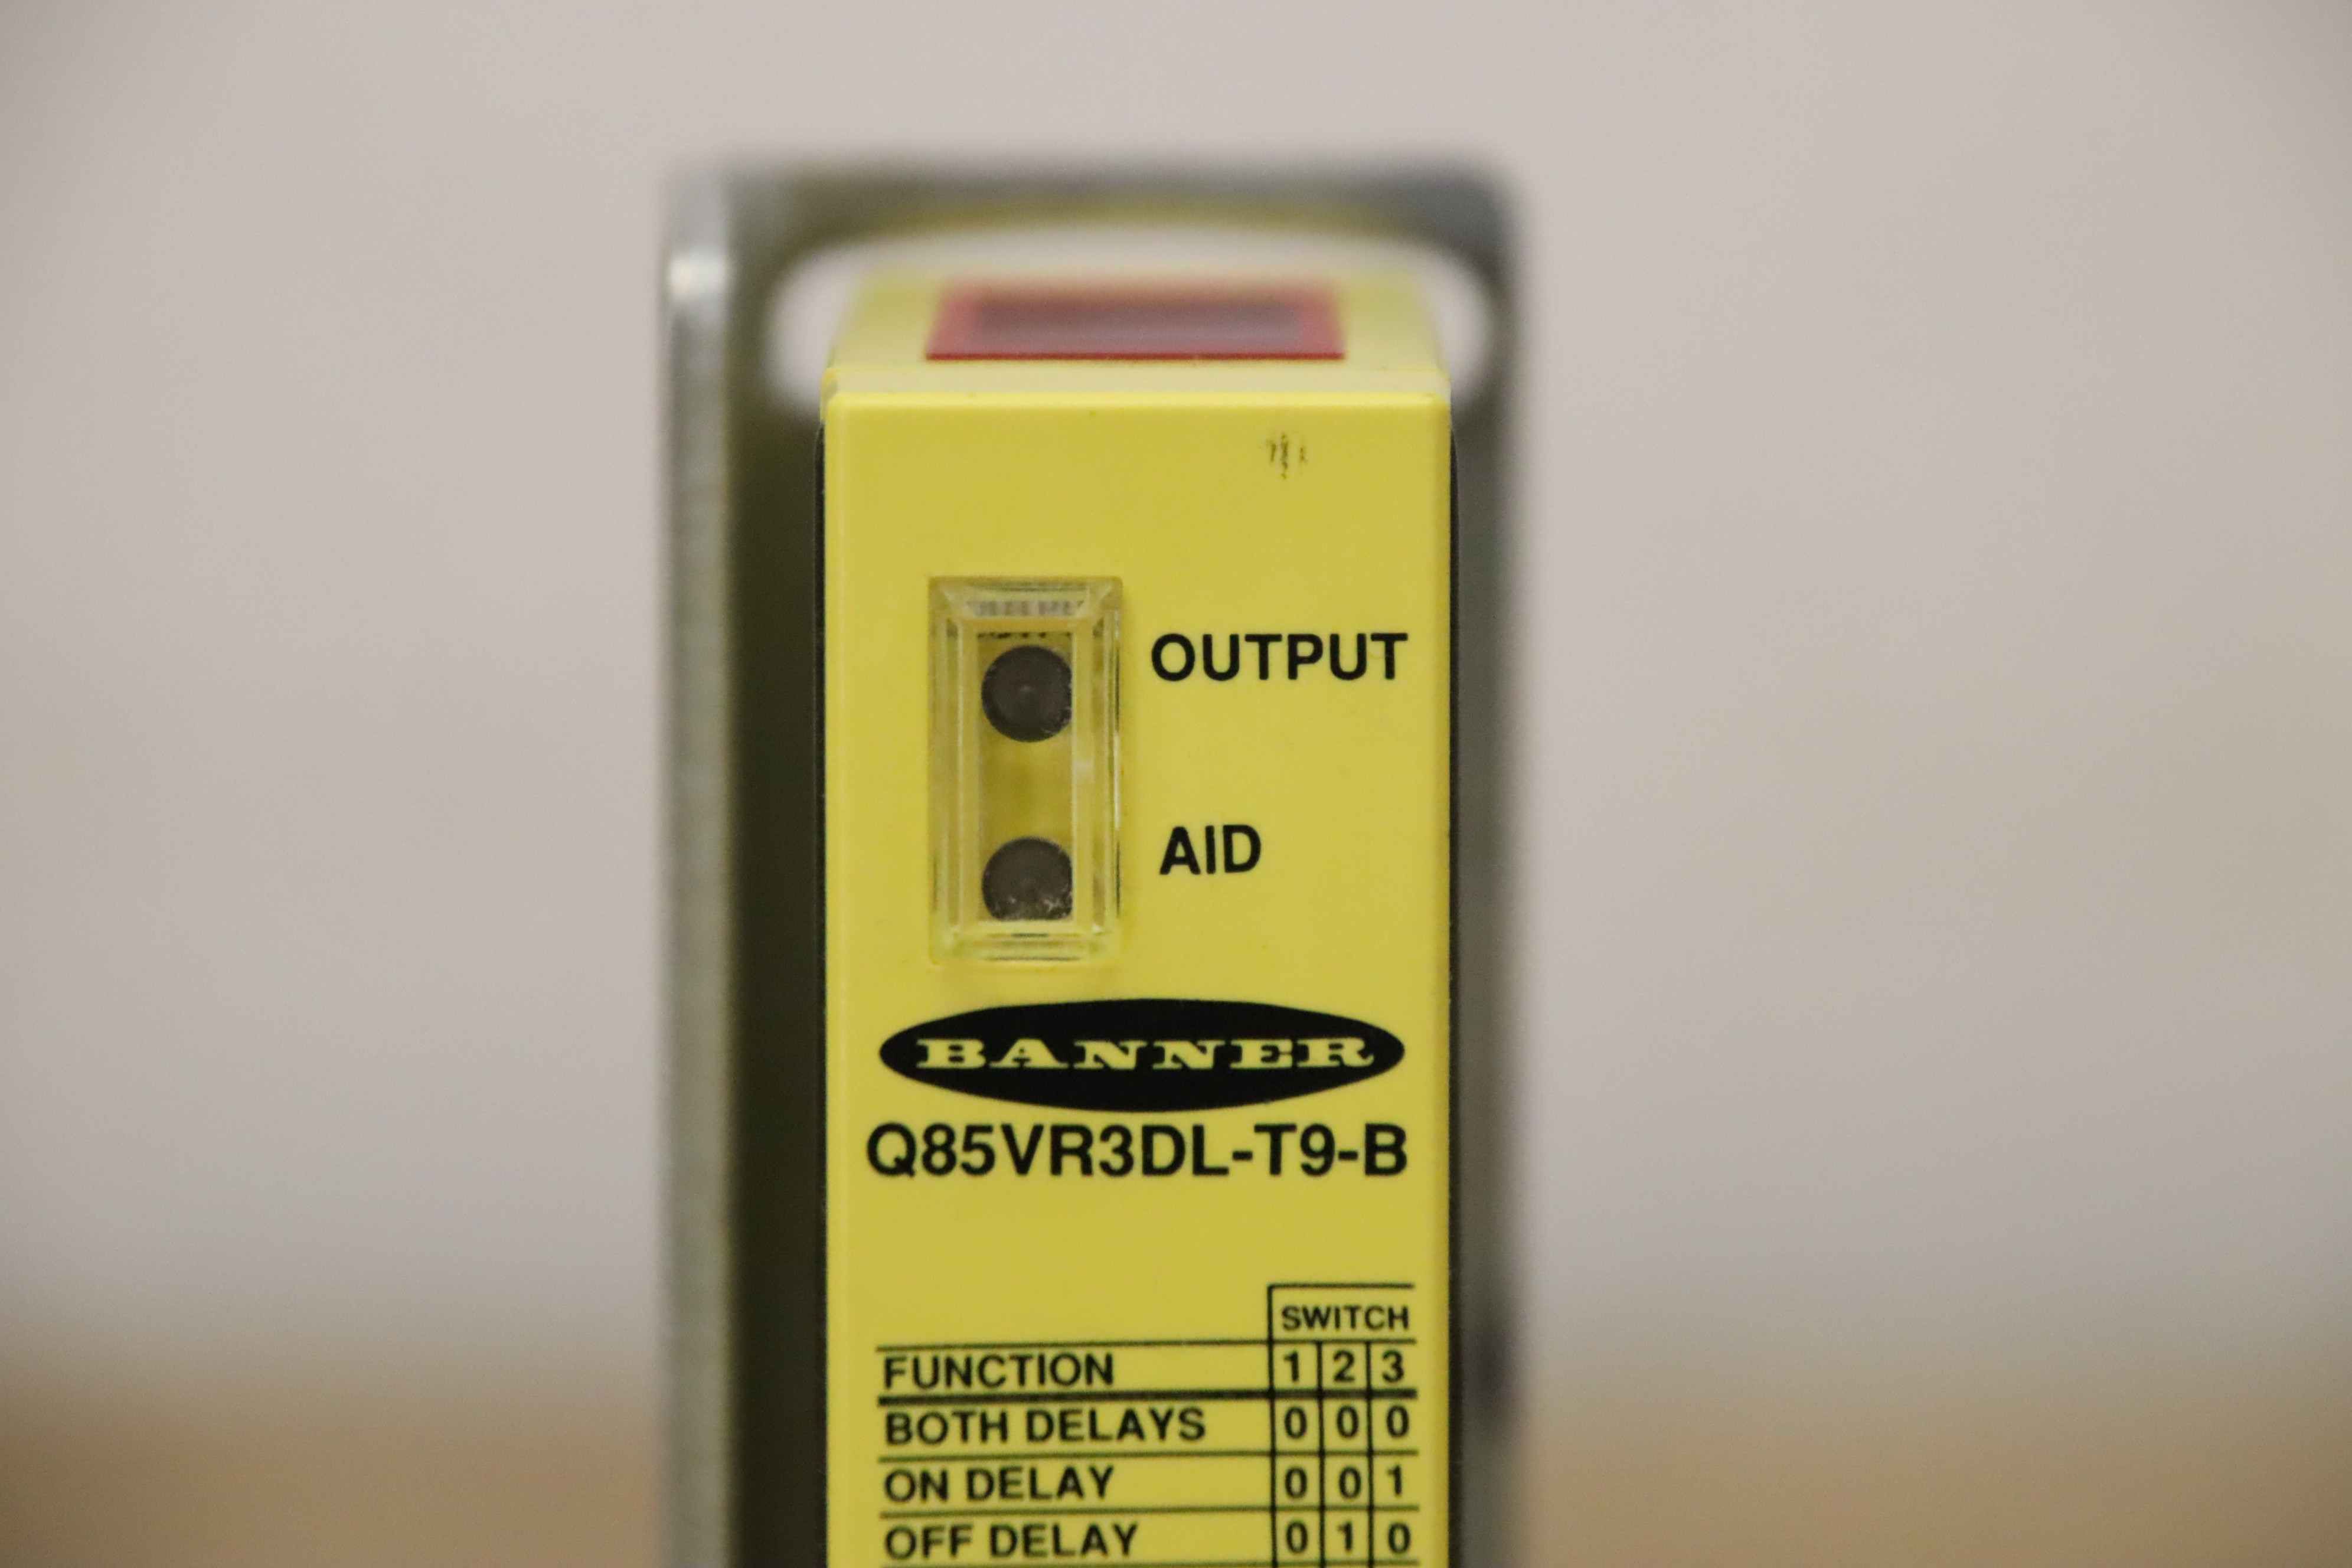 OUTPUT
AID
BANNER
Q85VR3DL-T9-B
SWITCH
FUNCTION 1 2 3
BOTH DELAYS 0 0 0
ON DELAY 0 0 1
OFF DELAY 0 1 0